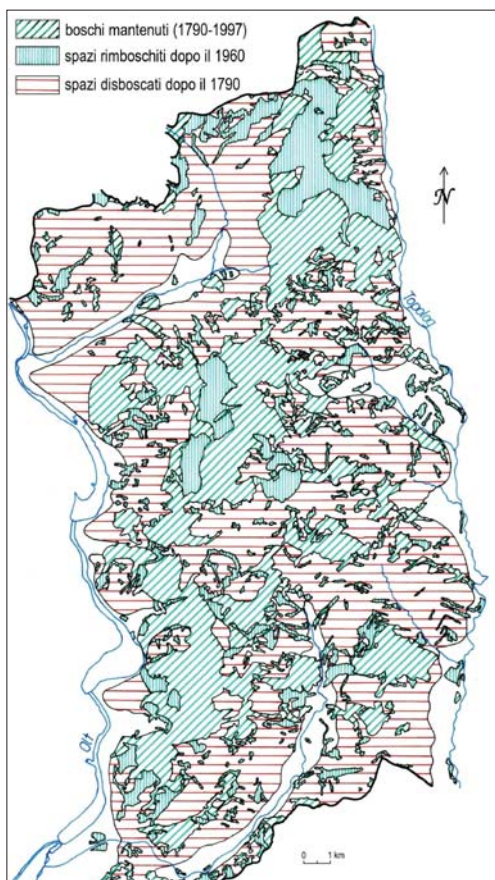 boschi mantenuti (1790-1997)
spazi rimboschiti dopo il 1960
spazi disboscati dopo il 1790
N
Topolog
Olt
0 1 km